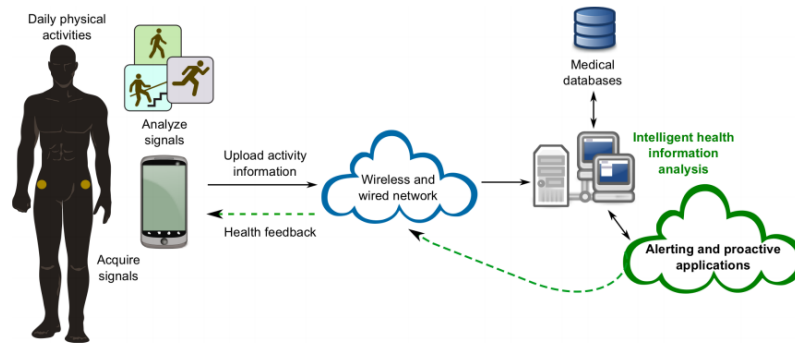 Daily physical
activities
Analyze
signals
Acquire
signals
Upload activity
information
Health feedback
Wireless and
wired network
Medical
databases
Intelligent health
information
analysis
Alerting and proactive
applications